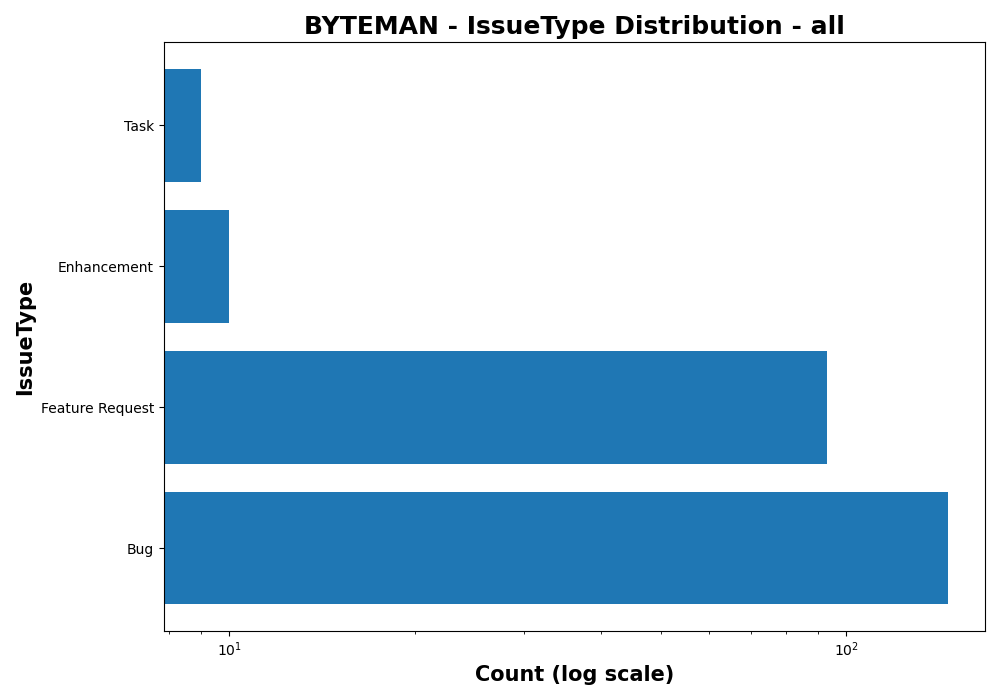 BYTEMAN - IssueType Distribution - all
IssueType
Task
Enhancement
Feature Request
Bug
10¹
10²
Count (log scale)